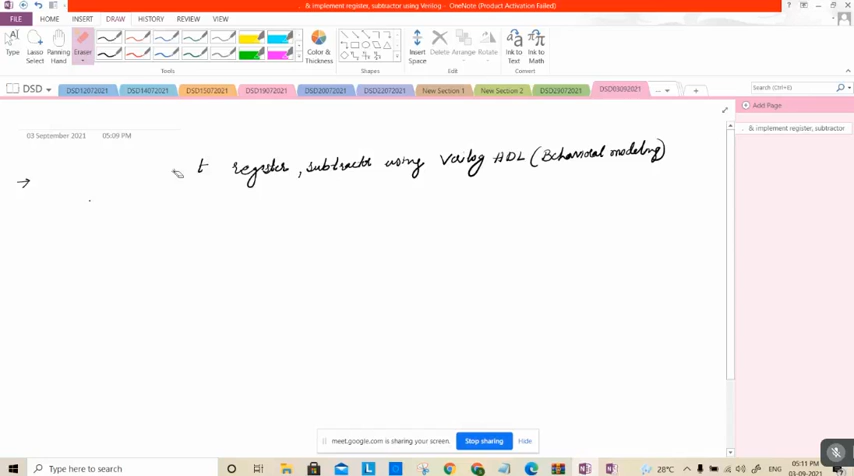 & implement register, subtractor using Verilog - OneNote (Product Activation Failed)
FILE HOME INSERT DRAW HISTORY REVIEW VIEW
Type Lasso Select Panning Hand Eraser Color & Thickness Insert Space Delete Arrange Rotate Ink to Text Ink to Math
Tools Shapes Edit Convert
DSD DSD12072021 DSD14072021 DSD15072021 DSD19072021 DSD20072021 DSD22072021 New Section 1 New Section 2 DSD29072021 DSD03092021 ... + Search (Ctrl+E)
Add Page
& implement register, subtractor
03 September 2021 05:09 PM
t register, subtractor using Verilog HDL (Behavioral modeling)
→
meet.google.com is sharing your screen. Stop sharing Hide
Type here to search
28°C ENG 05:11 PM
03-09-2021